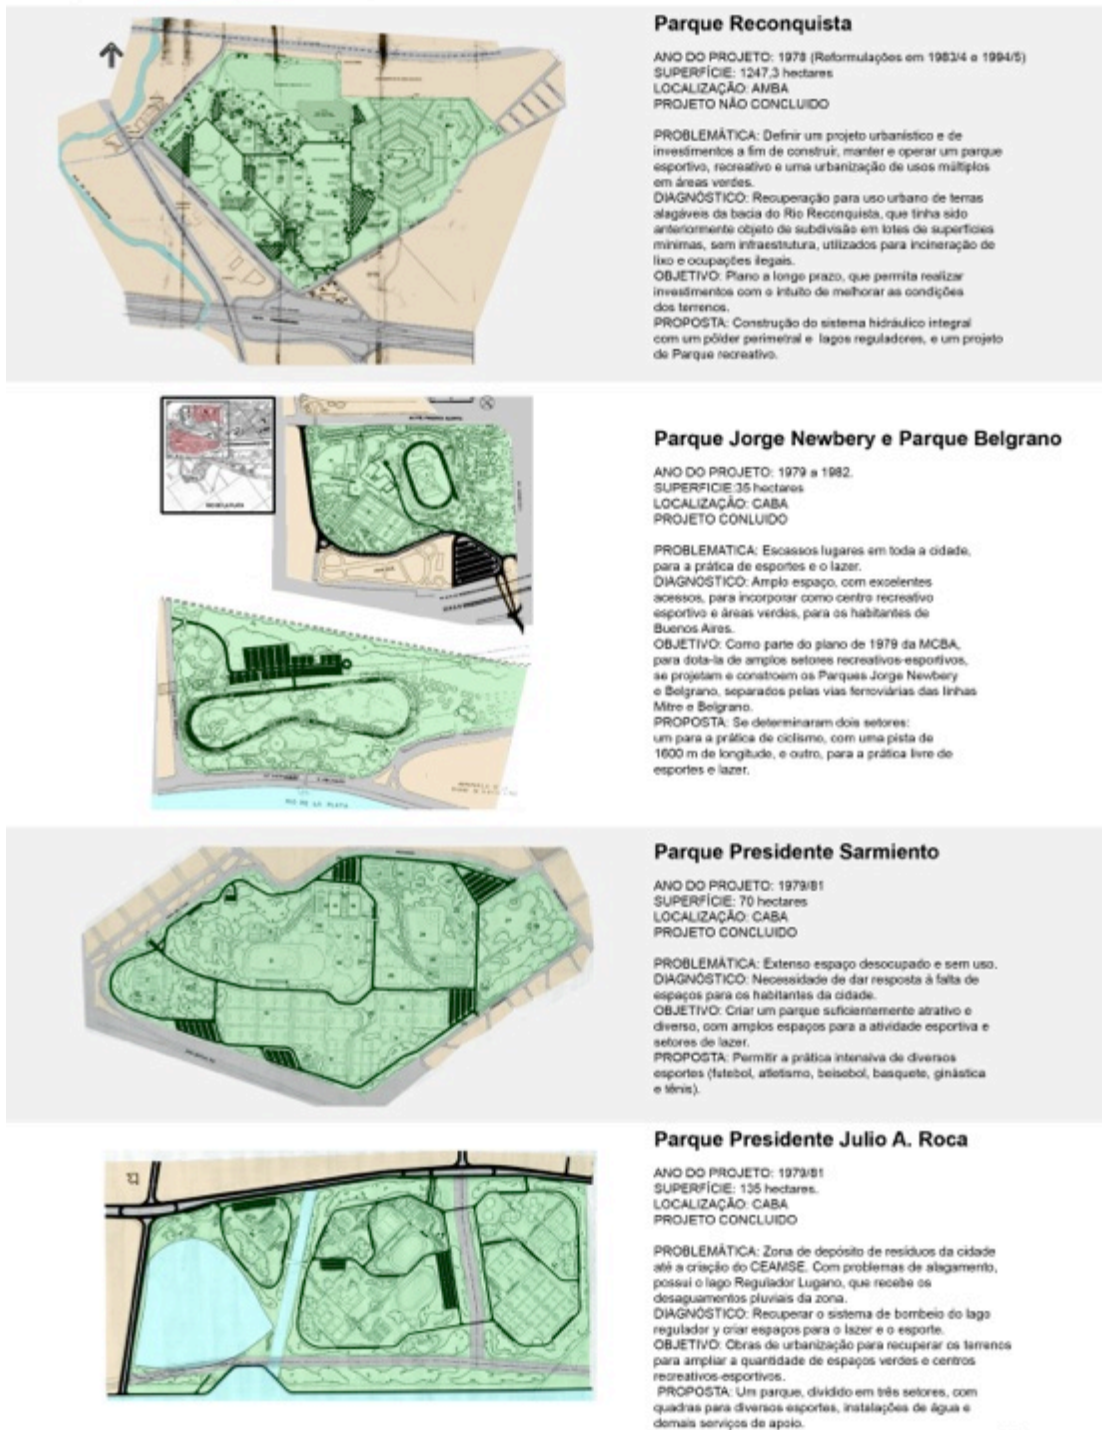 Parque Reconquista
ANO DO PROJETO: 1978 (Reformulações em 1983/4 e 1994/5)
SUPERFÍCIE: 1247,3 hectares
LOCALIZAÇÃO: AMBA
PROJETO NÃO CONCLUIDO
PROBLEMÁTICA: Definir um projeto urbanístico e de
investimentos a fim de construir, manter e operar um parque
esportivo, recreativo e uma urbanização de usos múltiplos
em áreas verdes.
DIAGNÓSTICO: Recuperação para uso urbano de terras
alagáveis da bacia do Rio Reconquista, que tinha sido
anteriormente objeto de subdivisão em lotes de superfícies
mínimas, sem infraestrutura, utilizados para incineração de
lixo e ocupações ilegais.
OBJETIVO: Plano a longo prazo, que permita realizar
investimentos com o intuito de melhorar as condições
dos terrenos.
PROPOSTA: Construção do sistema hidráulico integral
com um pôlder perimetral e lagos reguladores, e um projeto
de Parque recreativo.
Parque Jorge Newbery e Parque Belgrano
ANO DO PROJETO: 1979 a 1982.
SUPERFICIE:35 hectares
LOCALIZAÇÃO: CABA
PROJETO CONLUIDO
PROBLEMATICA: Escassos lugares em toda a cidade,
para a prática de esportes e o lazer.
DIAGNOSTICO: Amplo espaço, com excelentes
acessos, para incorporar como centro recreativo
esportivo e áreas verdes, para os habitantes de
Buenos Aires.
OBJETIVO: Como parte do plano de 1979 da MCBA,
para dota-la de amplos setores recreativos-esportivos,
se projetam e constroem os Parques Jorge Newbery
e Belgrano, separados pelas vias ferroviárias das linhas
Mitre e Belgrano.
PROPOSTA: Se determinaram dois setores:
um para a prática de ciclismo, com uma pista de
1600 m de longitude, e outro, para a prática livre de
esportes e lazer.
RIO DE LA PLATA
Parque Presidente Sarmiento
ANO DO PROJETO: 1979/81
SUPERFÍCIE: 70 hectares
LOCALIZAÇÃO: CABA
PROJETO CONCLUIDO
PROBLEMÁTICA: Extenso espaço desocupado e sem uso.
DIAGNÓSTICO: Necessidade de dar resposta à falta de
espaços para os habitantes da cidade.
OBJETIVO: Criar um parque suficientemente atrativo e
diverso, com amplos espaços para a atividade esportiva e
setores de lazer.
PROPOSTA: Permitir a prática intensiva de diversos
esportes (futebol, atletismo, beisebol, basquete, ginástica
e tênis).
Parque Presidente Julio A. Roca
ANO DO PROJETO: 1979/81
SUPERFÍCIE: 135 hectares.
LOCALIZAÇÃO: CABA
PROJETO CONCLUIDO
PROBLEMÁTICA: Zona de depósito de resíduos da cidade
até a criação do CEAMSE. Com problemas de alagamento,
possui o lago Regulador Lugano, que recebe os
desaguamentos pluviais da zona.
DIAGNÓSTICO: Recuperar o sistema de bombeio do lago
regulador y criar espaços para o lazer e o esporte.
OBJETIVO: Obras de urbanização para recuperar os terrenos
para ampliar a quantidade de espaços verdes e centros
recreativos-esportivos.
PROPOSTA: Um parque, dividido em três setores, com
quadras para diversos esportes, instalações de água e
demais serviços de apoio.